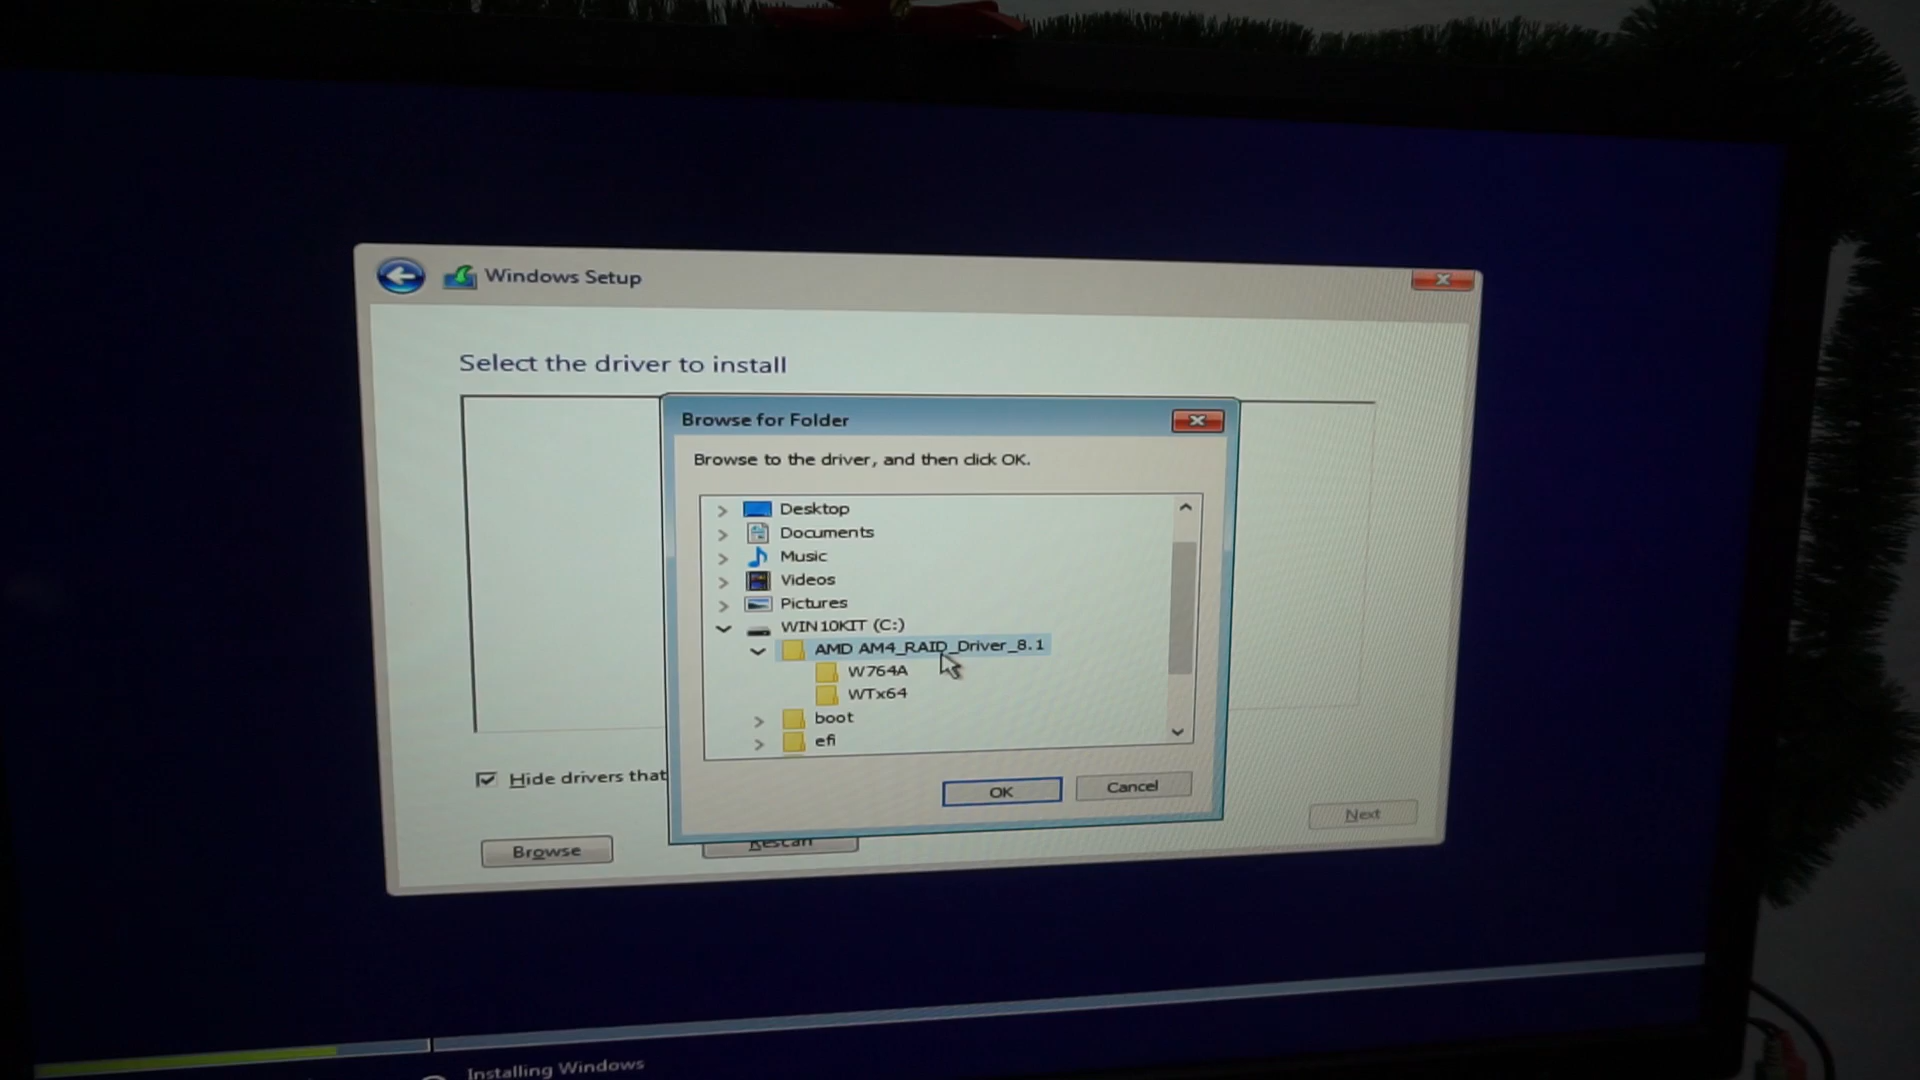 Windows Setup
Select the driver to install
Browse for Folder
Browse to the driver, and then click OK.
Desktop
Documents
Music
Videos
Pictures
WIN10KIT (C:)
AMD AM4_RAID_Driver_8.1
W764A
WTx64
boot
efi
OK
Cancel
Hide drivers that
Next
Browse
Rescan
Installing Windows